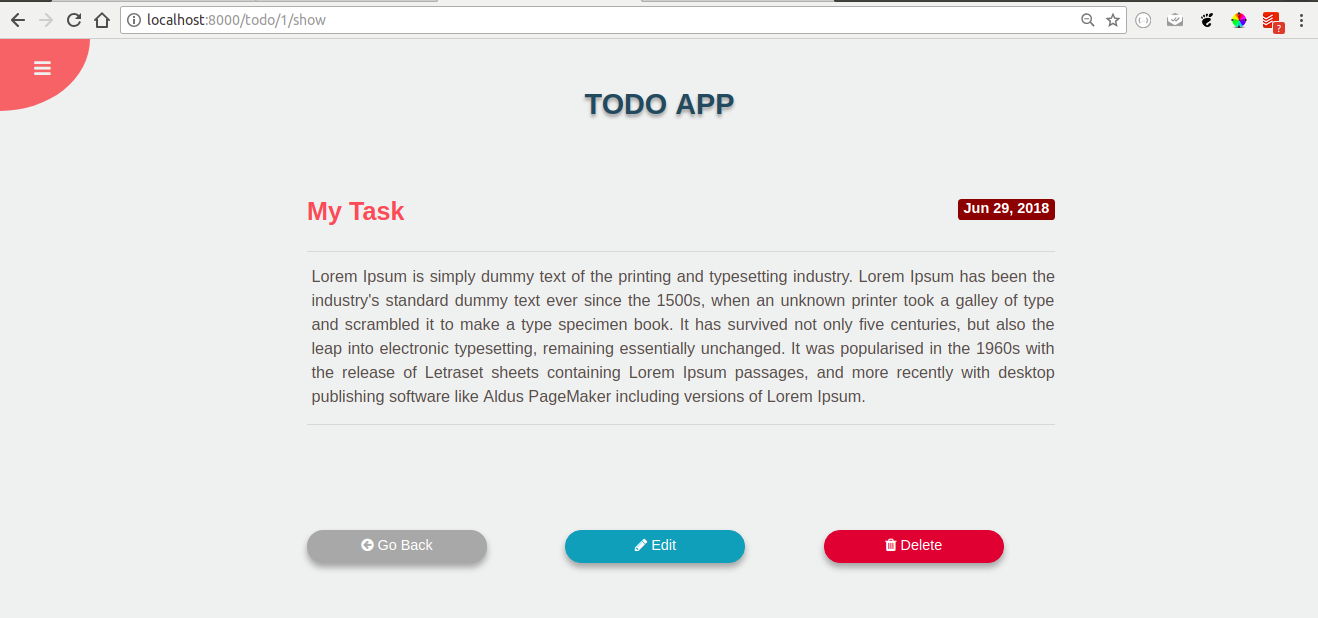 localhost:8000/todo/1/show
?
TODO APP
My Task
Jun 29, 2018
Lorem Ipsum is simply dummy text of the printing and typesetting industry. Lorem Ipsum has been the
industry's standard dummy text ever since the 1500s, when an unknown printer took a galley of type
and scrambled it to make a type specimen book. It has survived not only five centuries, but also the
leap into electronic typesetting, remaining essentially unchanged. It was popularised in the 1960s with
the release of Letraset sheets containing Lorem Ipsum passages, and more recently with desktop
publishing software like Aldus PageMaker including versions of Lorem Ipsum.
Go Back
Edit
Delete